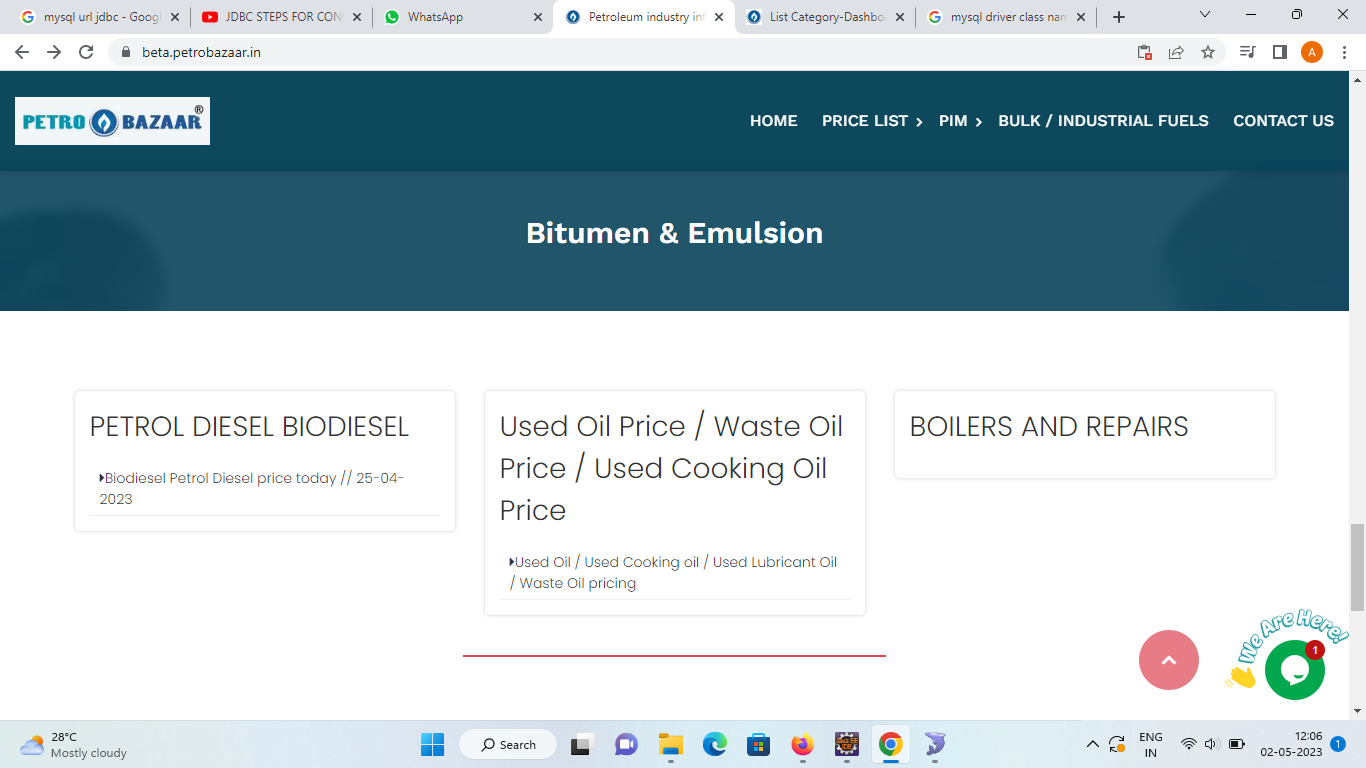 mysql url jdbc - Googl
JDBC STEPS FOR CON
WhatsApp
Petroleum industry inf
List Category-Dashboa
mysql driver class nam
beta.petrobazaar.in
A
PETRO BAZAAR ®
HOME
PRICE LIST
PIM
BULK / INDUSTRIAL FUELS
CONTACT US
Bitumen & Emulsion
PETROL DIESEL BIODIESEL
Biodiesel Petrol Diesel price today // 25-04-
2023
Used Oil Price / Waste Oil
Price / Used Cooking Oil
Price
Used Oil / Used Cooking oil / Used Lubricant Oil
/ Waste Oil pricing
BOILERS AND REPAIRS
We Are Here!
1
28°C
Mostly cloudy
Search
ENG
IN
12:06
02-05-2023
1